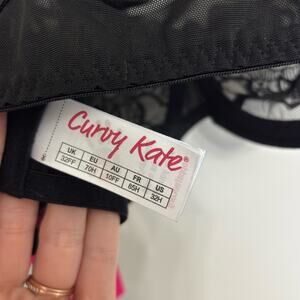 Curvy Kate®
UK EU AU FR US
32FF 70H 10FF 85H 32H